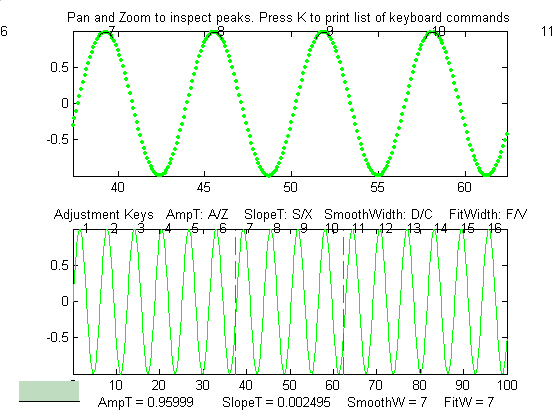 Pan and Zoom to inspect peaks. Press K to print list of keyboard commands
6 7 8 9 10 11
0.5
0
-0.5
40 45 50 55 60
Adjustment Keys AmpT: A/Z SlopeT: S/X SmoothWidth: D/C FitWidth: F/V
1 2 3 4 5 6 7 8 9 10 11 12 13 14 15 16
0.5
0
-0.5
10 20 30 40 50 60 70 80 90 100
AmpT = 0.95999 SlopeT = 0.002495 SmoothW = 7 FitW = 7